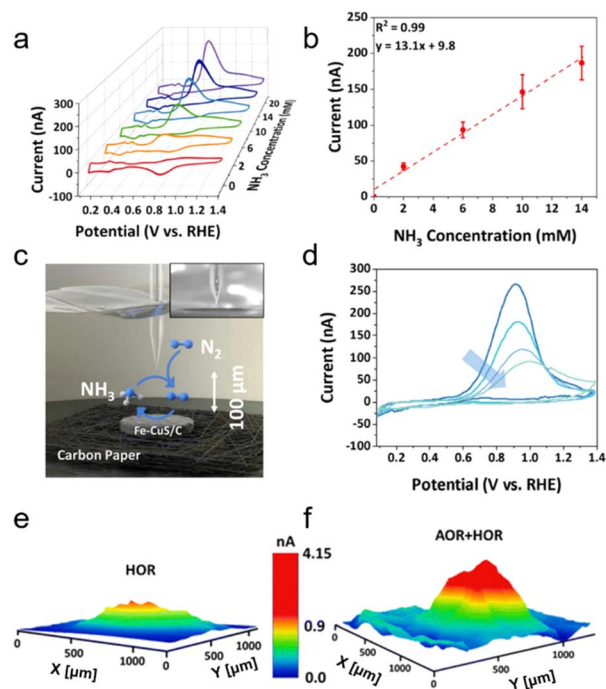 a
300
200
100
0
-100
Current (nA)
0.2 0.4 0.6 0.8 1.0 1.2 1.4
Potential (V vs. RHE)
0
2
6
10
14
20
NH₃ Concentration (mM)
b
R² = 0.99
y = 13.1x + 9.8
250
200
150
100
50
0
Current (nA)
2 4 6 8 10 12 14
NH₃ Concentration (mM)
c
N₂
NH₃
100 μm
Fe-CuS/C
Carbon Paper
d
300
250
200
150
100
50
0
-50
-100
Current (nA)
0.2 0.4 0.6 0.8 1.0 1.2 1.4
Potential (V vs. RHE)
e
HOR
0
500
1000
X [μm]
0
500
1000
Y [μm]
nA
4.15
0.9
0.0
f
AOR+HOR
0
500
1000
X [μm]
0
500
1000
Y [μm]